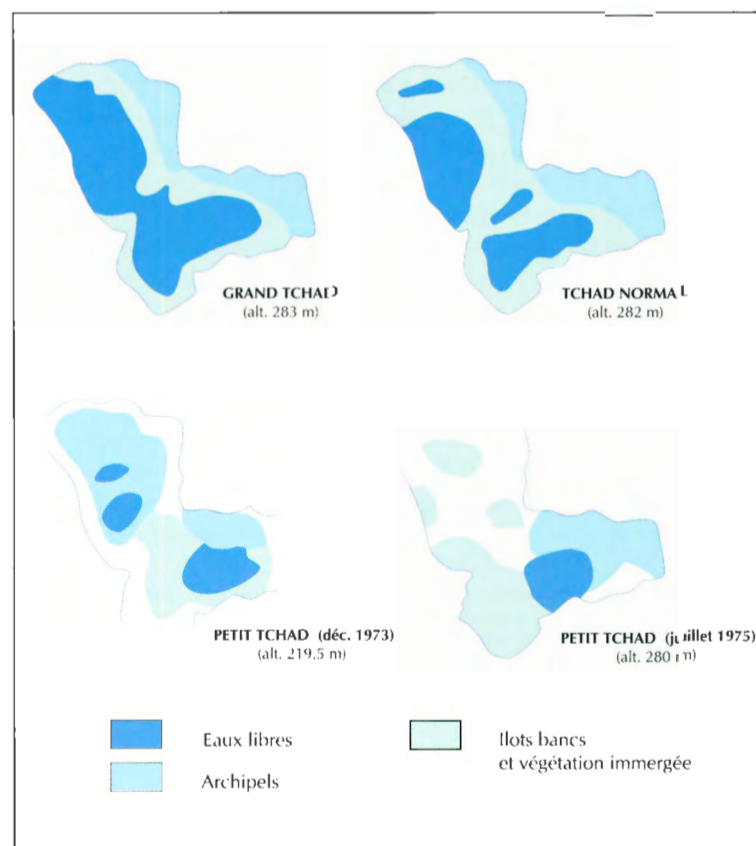 GRAND TCHAD
(alt. 283 m)
TCHAD NORMAL
(alt. 282 m)
PETIT TCHAD (déc. 1973)
(alt. 219,5 m)
PETIT TCHAD (juillet 1975)
(alt. 280 m)
Eaux libres
Archipels
Ilots bancs
et végétation immergée